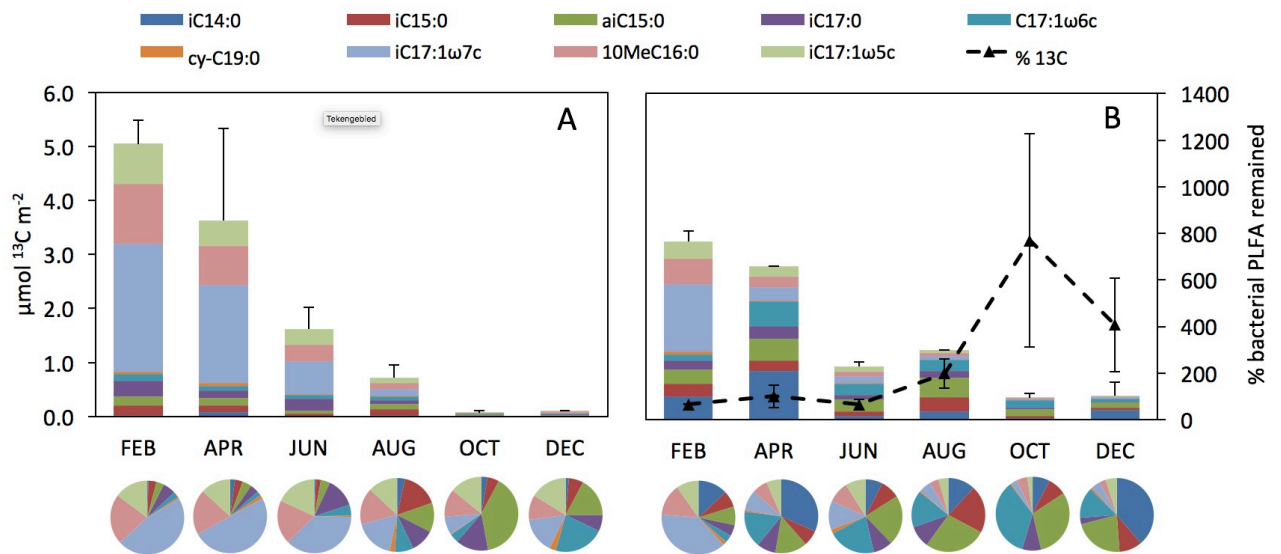 iC14:0 iC15:0 aiC15:0 iC17:0 C17:1ω6c
cy-C19:0 iC17:1ω7c 10MeC16:0 iC17:1ω5c % 13C
6.0 1400
Tekengebied A B
5.0 1200
4.0 1000
3.0 800
2.0 600
1.0 400
0.0 200
0
µmol ¹³C m⁻²
% bacterial PLFA remained
FEB APR JUN AUG OCT DEC FEB APR JUN AUG OCT DEC